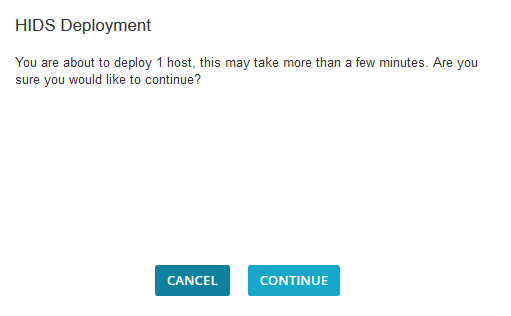 HIDS Deployment
You are about to deploy 1 host, this may take more than a few minutes. Are you
sure you would like to continue?
CANCEL
CONTINUE